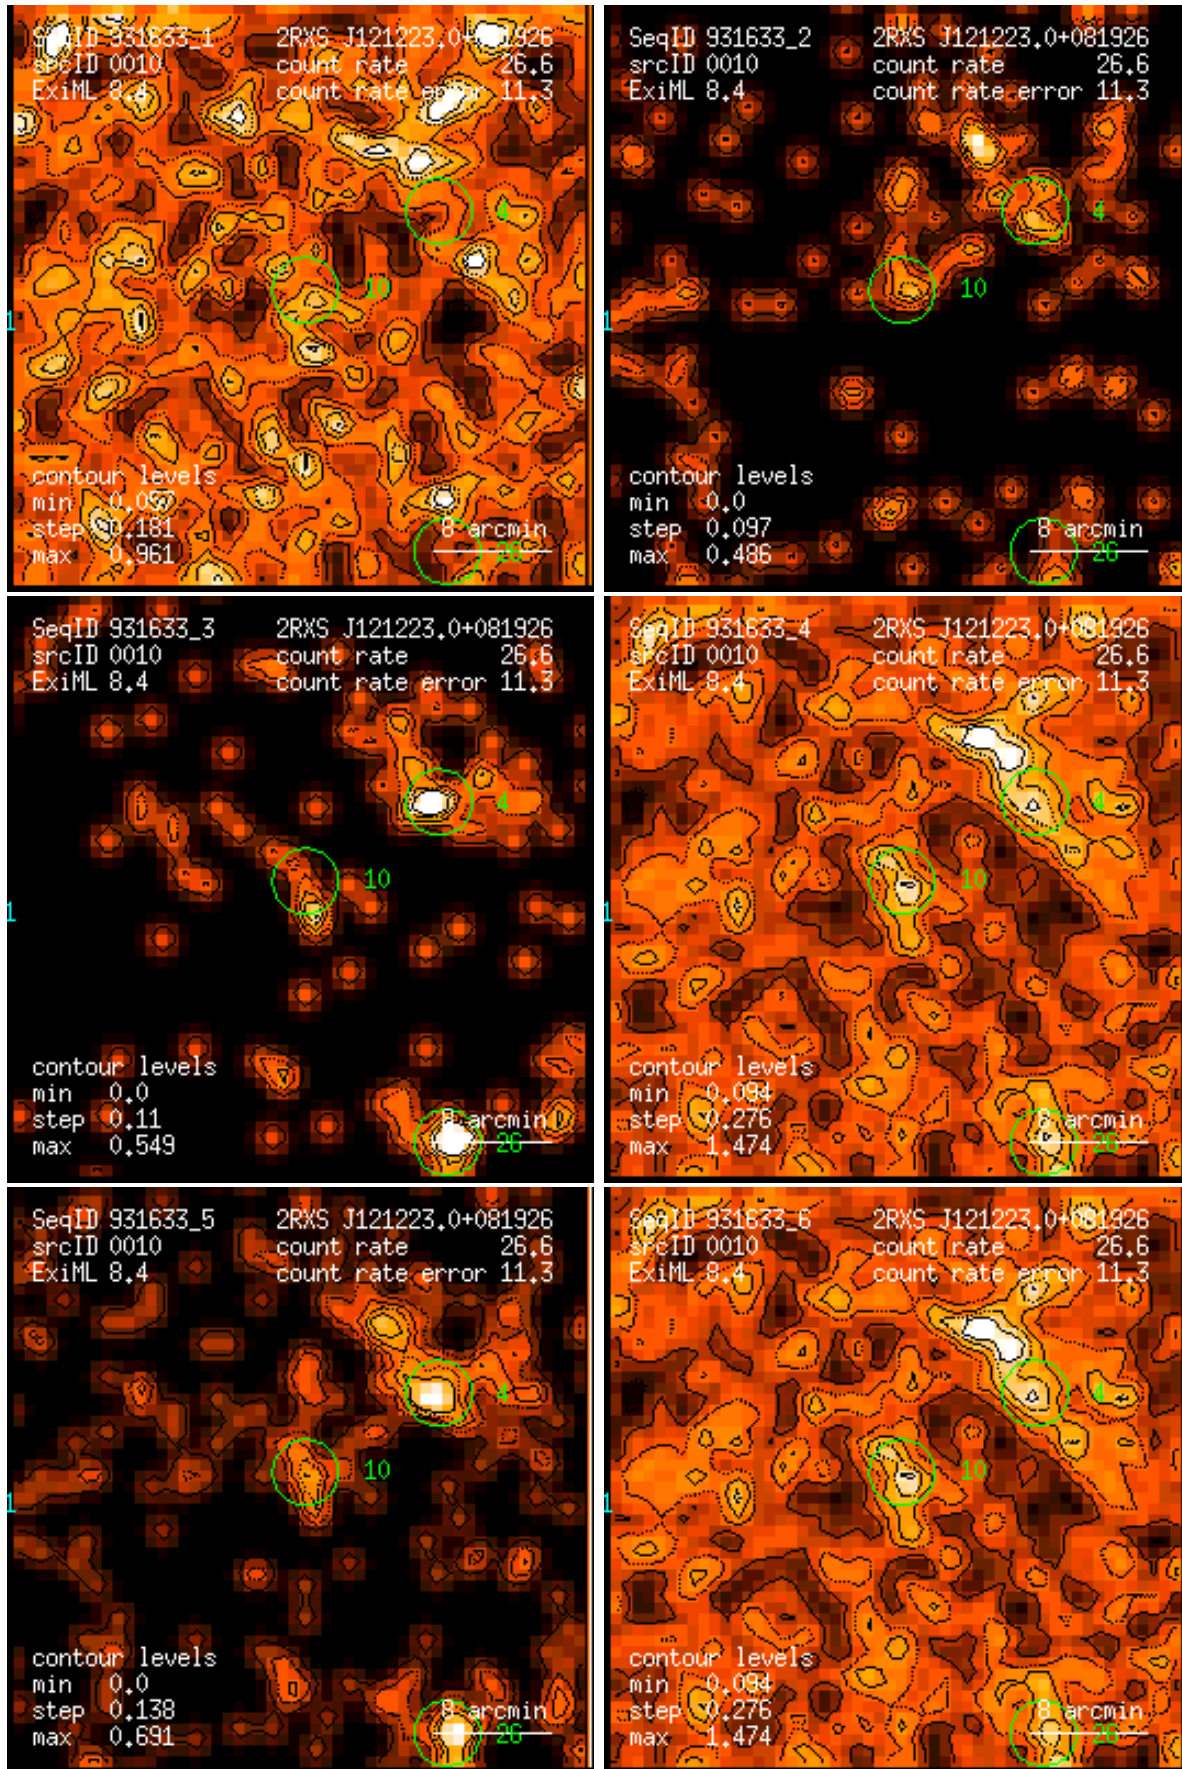 SeqID 931633_1 2RXS J121223.0+081926
srcID 0010 count rate 26.6
ExiML 8.4 count rate error 11.3
4
10
1
contour levels
min 0.057
step 0.181
max 0.961
8 arcmin
26
SeqID 931633_2 2RXS J121223.0+081926
srcID 0010 count rate 26.6
ExiML 8.4 count rate error 11.3
4
10
1
contour levels
min 0.0
step 0.097
max 0.486
8 arcmin
26
SeqID 931633_3 2RXS J121223.0+081926
srcID 0010 count rate 26.6
ExiML 8.4 count rate error 11.3
4
10
1
contour levels
min 0.0
step 0.11
max 0.549
8 arcmin
26
SeqID 931633_4 2RXS J121223.0+081926
srcID 0010 count rate 26.6
ExiML 8.4 count rate error 11.3
4
10
1
contour levels
min 0.094
step 0.276
max 1.474
8 arcmin
26
SeqID 931633_5 2RXS J121223.0+081926
srcID 0010 count rate 26.6
ExiML 8.4 count rate error 11.3
4
10
1
contour levels
min 0.0
step 0.138
max 0.691
8 arcmin
26
SeqID 931633_6 2RXS J121223.0+081926
srcID 0010 count rate 26.6
ExiML 8.4 count rate error 11.3
4
10
1
contour levels
min 0.094
step 0.276
max 1.474
8 arcmin
26